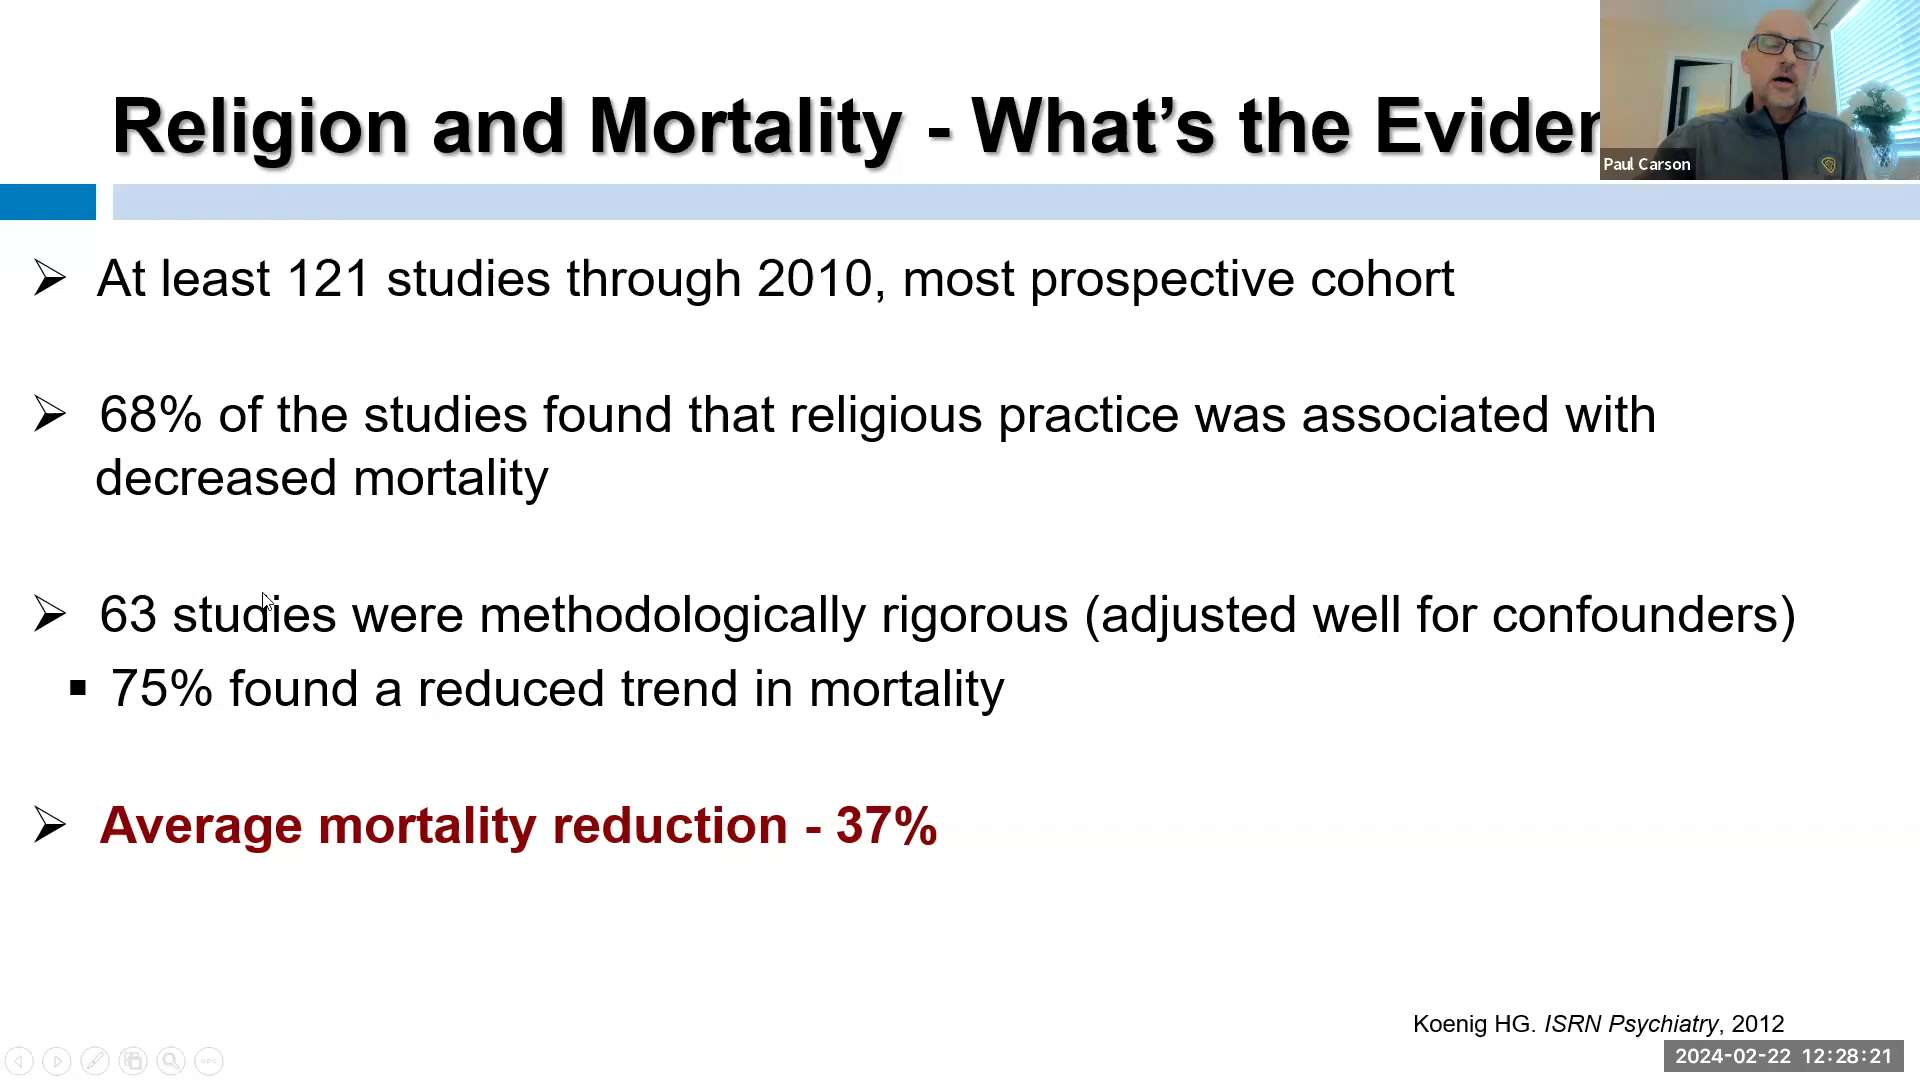 Religion and Mortality - What’s the Eviden
Paul Carson
➢ At least 121 studies through 2010, most prospective cohort
➢ 68% of the studies found that religious practice was associated with
decreased mortality
➢ 63 studies were methodologically rigorous (adjusted well for confounders)
▪ 75% found a reduced trend in mortality
➢ Average mortality reduction - 37%
Koenig HG. ISRN Psychiatry, 2012
2024-02-22 12:28:21